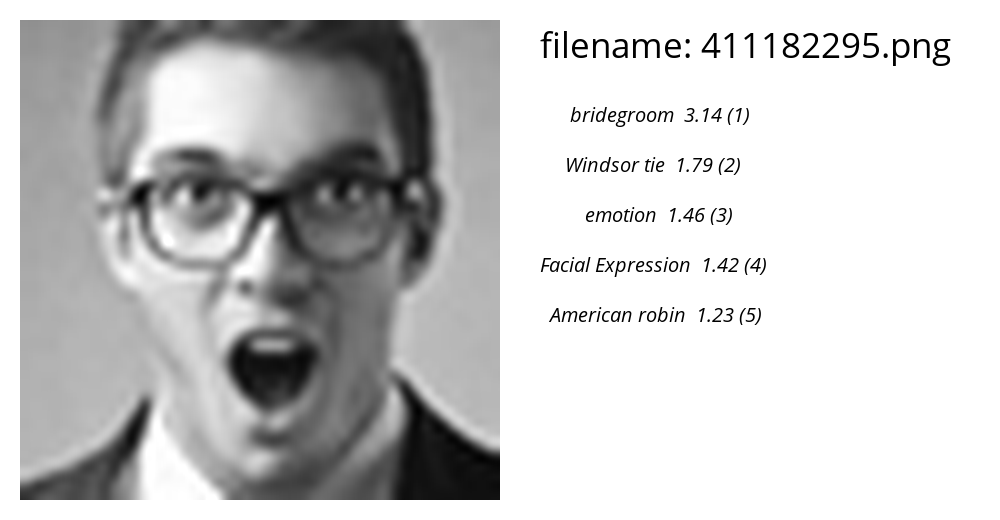 filename: 411182295.png
bridegroom 3.14 (1)
Windsor tie 1.79 (2)
emotion 1.46 (3)
Facial Expression 1.42 (4)
American robin 1.23 (5)